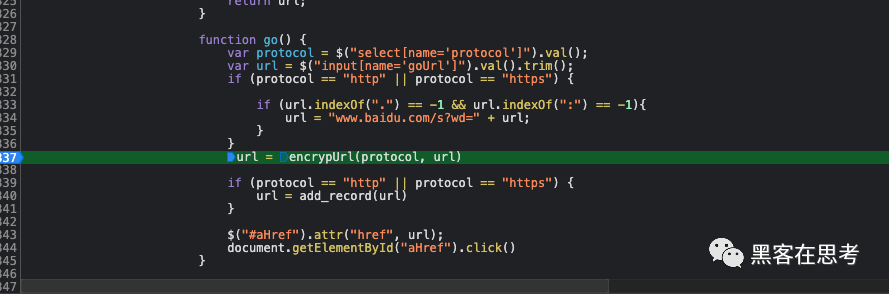 325 return url;
326 }
327
328 function go() {
329 var protocol = $("select[name='protocol']").val();
330 var url = $("input[name='goUrl']").val().trim();
331 if (protocol == "http" || protocol == "https") {
332
333 if (url.indexOf(".") == -1 && url.indexOf(":") == -1){
334 url = "www.baidu.com/s?wd=" + url;
335 }
336 }
337 url = encrypUrl(protocol, url)
338
339 if (protocol == "http" || protocol == "https") {
340 url = add_record(url)
341 }
342
343 $("#aHref").attr("href", url);
344 document.getElementById("aHref").click()
345 }
346
347
黑客在思考